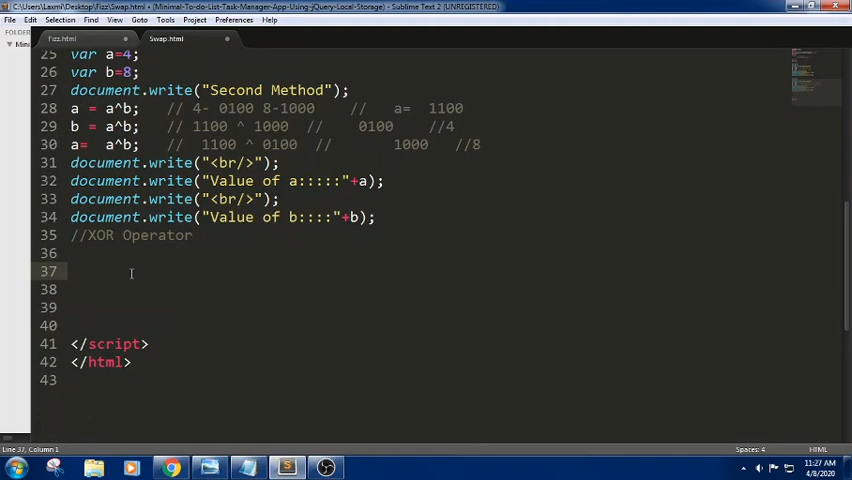 C:\Users\Laxmi\Desktop\Fizz\Swap.html • (Minimal-To-do-List-Task-Manager-App-Using-jQuery-Local-Storage) - Sublime Text 2 (UNREGISTERED)
File Edit Selection Find View Goto Tools Project Preferences Help
FOLDER
Fizz.html
Swap.html
Mini
25 var a=4;
26 var b=8;
27 document.write("Second Method");
28 a = a^b; // 4- 0100 8-1000 // a= 1100
29 b = a^b; // 1100 ^ 1000 // 0100 //4
30 a= a^b; // 1100 ^ 0100 // 1000 //8
31 document.write("<br/>");
32 document.write("Value of a:::::"+a);
33 document.write("<br/>");
34 document.write("Value of b::::"+b);
35 //XOR Operator
36
37
38
39
40
41 </script>
42 </html>
43
Line 37, Column 1
Spaces: 4
HTML
11:27 AM
4/8/2020